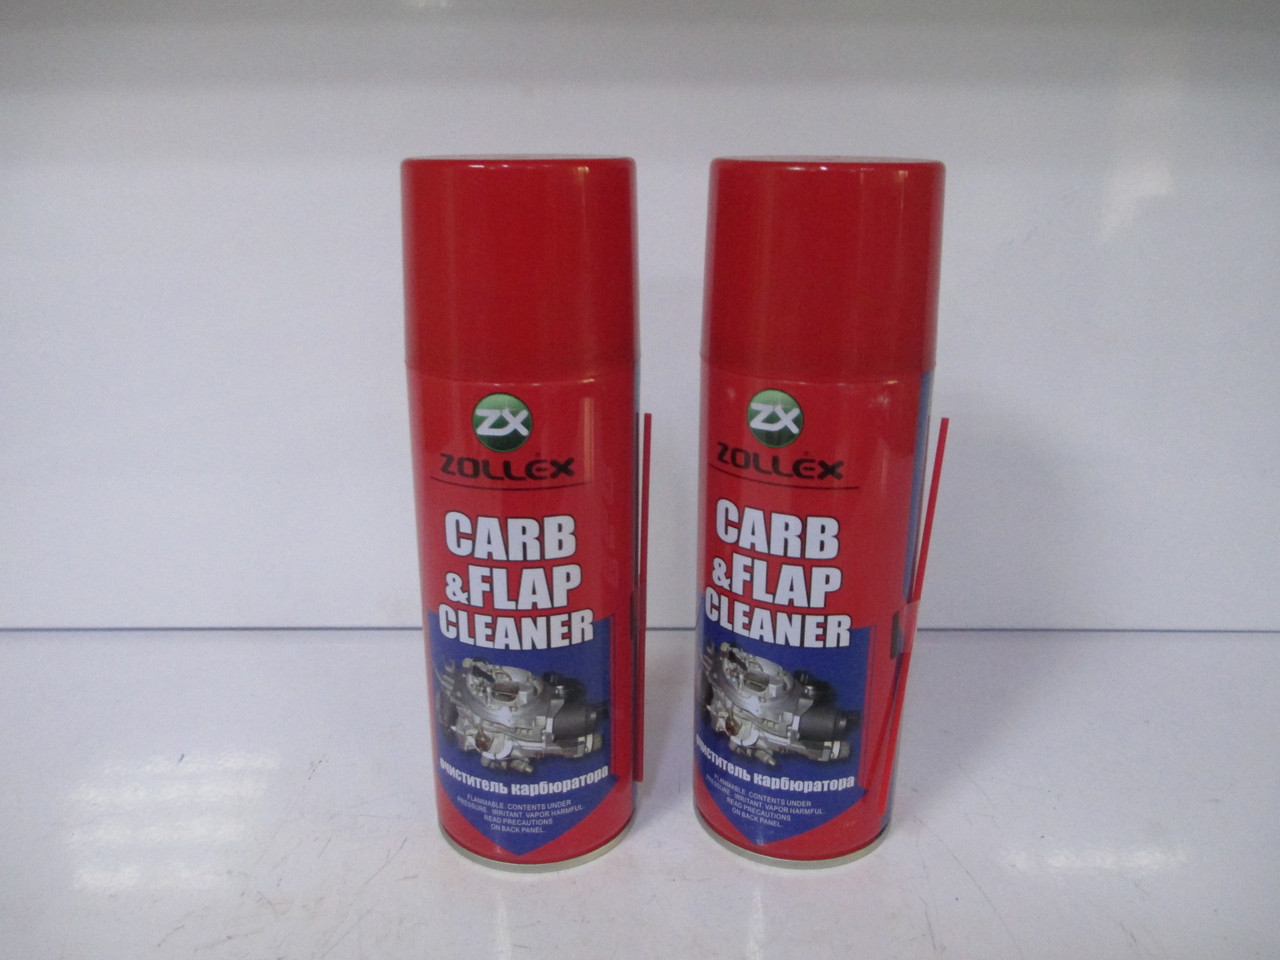 ZX
ZOLLEX
CARB
&FLAP
CLEANER
очиститель карбюратора
FLAMMABLE. CONTENTS UNDER
PRESSURE. IRRITANT. VAPOR HARMFUL.
READ PRECAUTIONS
ON BACK PANEL.
ZX
ZOLLEX
CARB
&FLAP
CLEANER
очиститель карбюратора
FLAMMABLE. CONTENTS UNDER
PRESSURE. IRRITANT. VAPOR HARMFUL.
READ PRECAUTIONS
ON BACK PANEL.